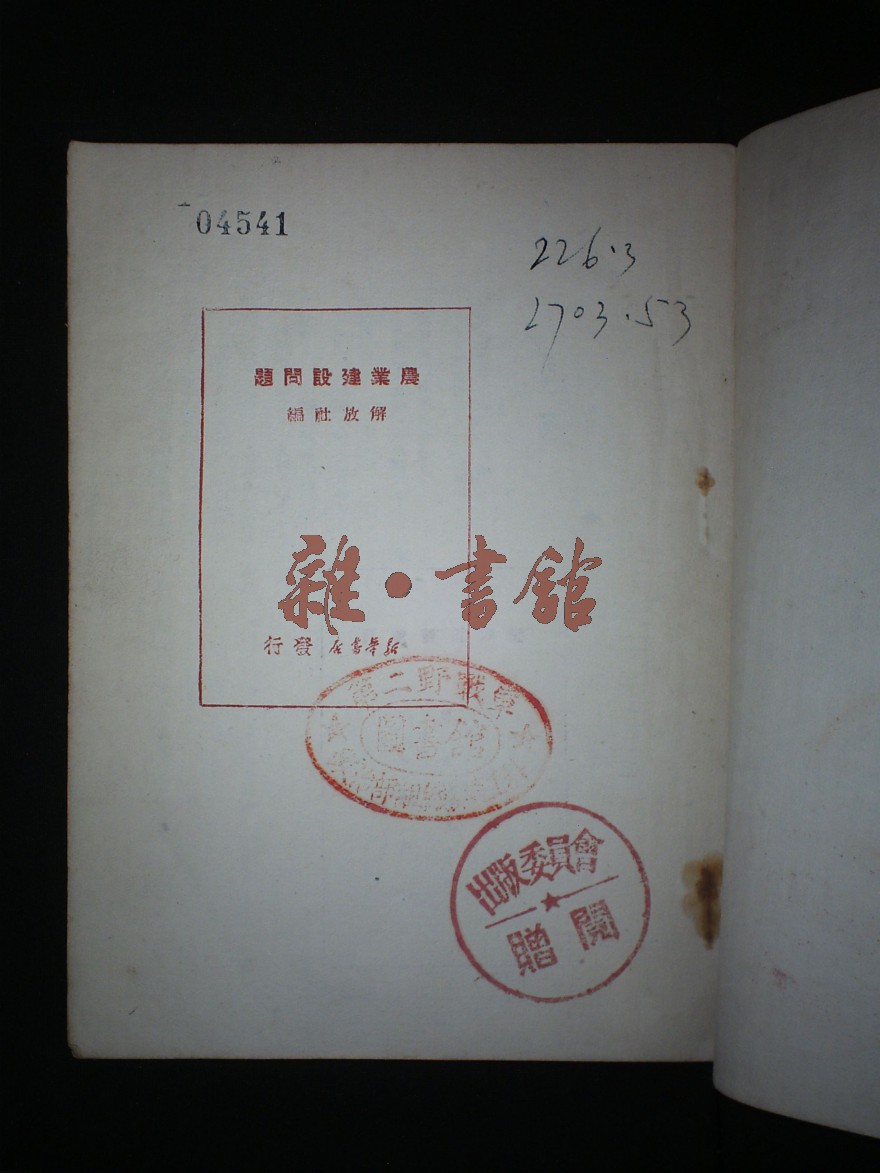 04541
226.3
2703.53
題問設建業農
編社放解
雜·書館
行發 店書華新
第二野戰軍
圖書館
出版委員會
贈閱